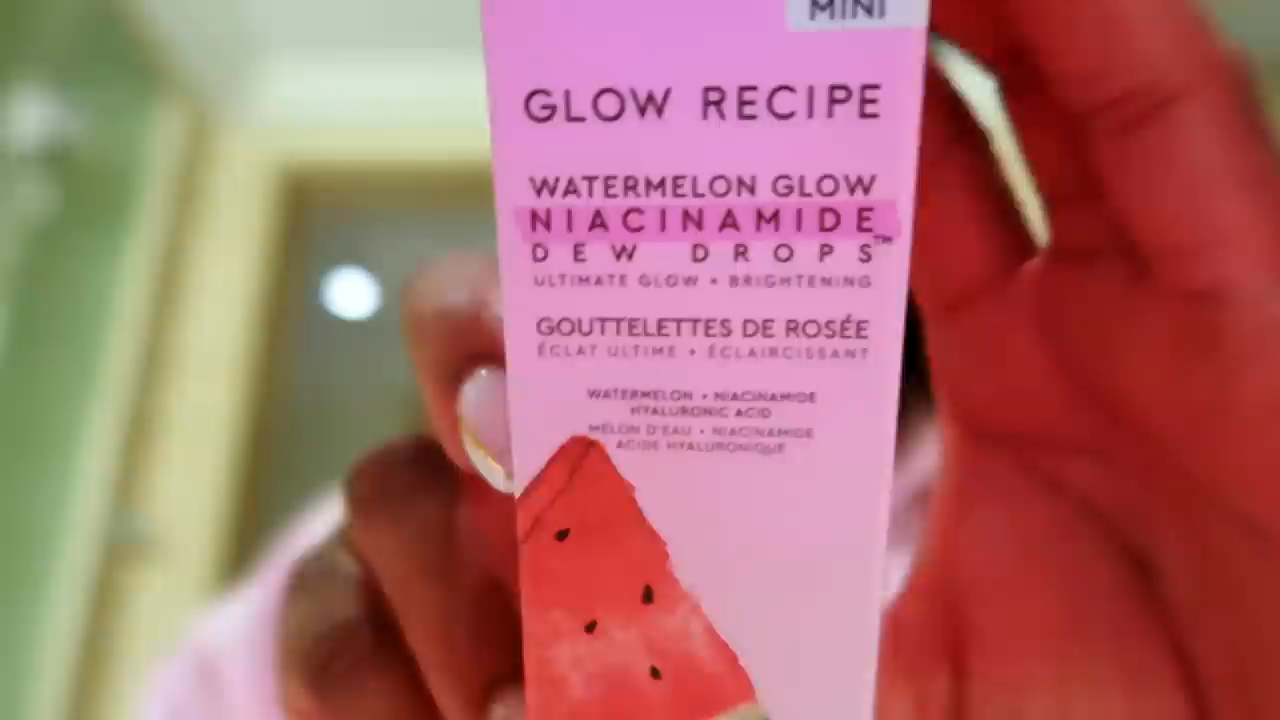 MINI
GLOW RECIPE
WATERMELON GLOW
NIACINAMIDE
DEW DROPS™
ULTIMATE GLOW • BRIGHTENING
GOUTTELETTES DE ROSÉE
ÉCLAT ULTIME • ÉCLAIRCISSANT
WATERMELON • NIACINAMIDE
HYALURONIC ACID
MELON D'EAU • NIACINAMIDE
ACIDE HYALURONIQUE